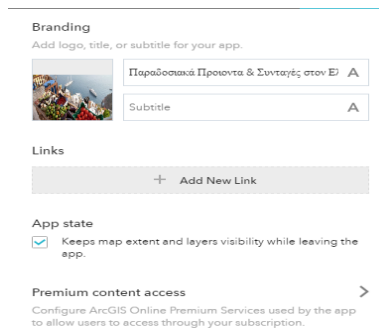 Branding
Add logo, title, or subtitle for your app.
Παραδοσιακά Προιοντα & Συνταγές στον Ελ A
Subtitle A
Links
+ Add New Link
App state
Keeps map extent and layers visibility while leaving the
app.
Premium content access >
Configure ArcGIS Online Premium Services used by the app
to allow users to access through your subscription.